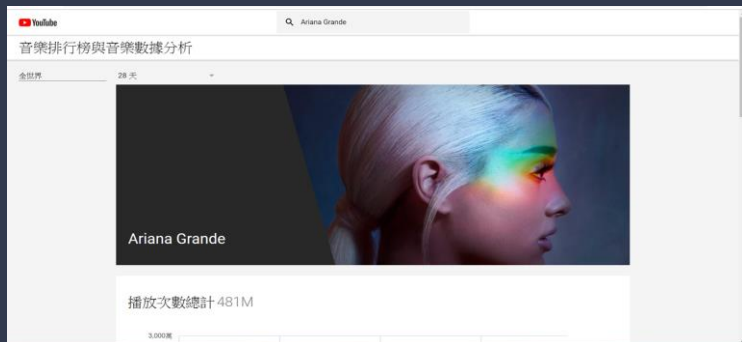 YouTube
Ariana Grande
音樂排行榜與音樂數據分析
全世界
28 天
Ariana Grande
播放次數總計 481M
3,000萬